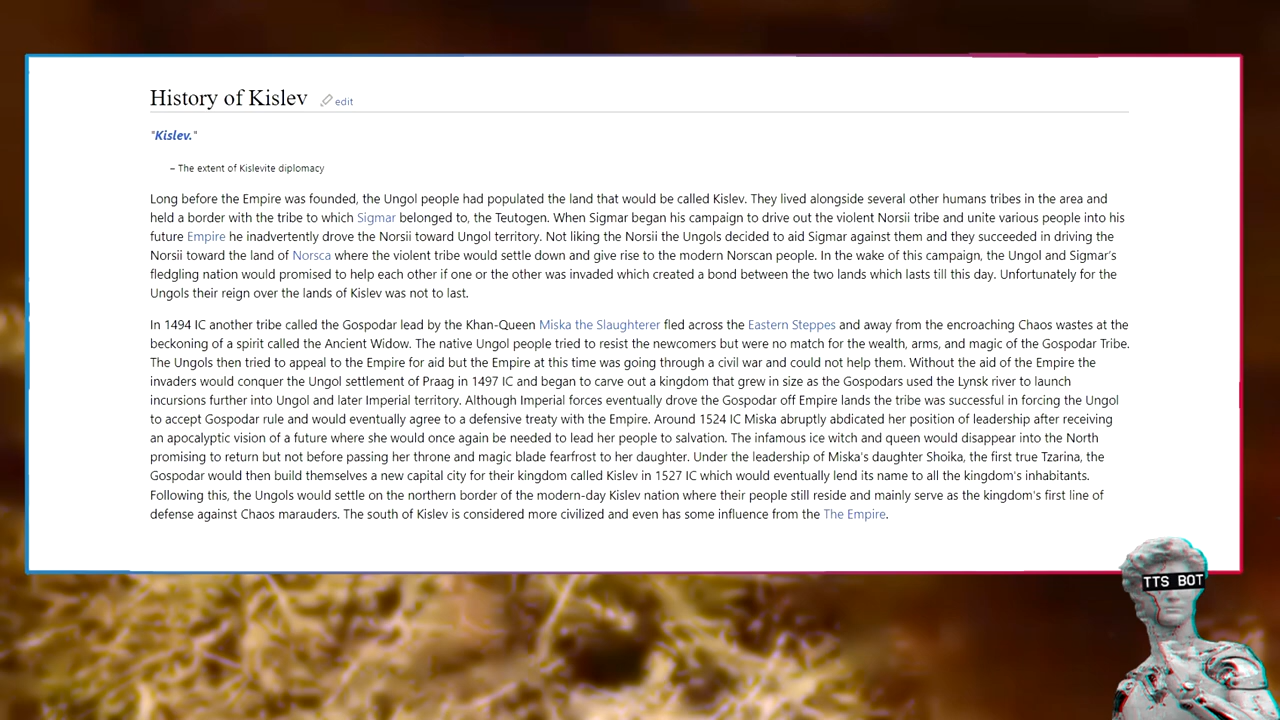 History of Kislev edit
"Kislev."
– The extent of Kislevite diplomacy
Long before the Empire was founded, the Ungol people had populated the land that would be called Kislev. They lived alongside several other humans tribes in the area and
held a border with the tribe to which Sigmar belonged to, the Teutogen. When Sigmar began his campaign to drive out the violent Norsii tribe and unite various people into his
future Empire he inadvertently drove the Norsii toward Ungol territory. Not liking the Norsii the Ungols decided to aid Sigmar against them and they succeeded in driving the
Norsii toward the land of Norsca where the violent tribe would settle down and give rise to the modern Norscan people. In the wake of this campaign, the Ungol and Sigmar's
fledgling nation would promised to help each other if one or the other was invaded which created a bond between the two lands which lasts till this day. Unfortunately for the
Ungols their reign over the lands of Kislev was not to last.
In 1494 IC another tribe called the Gospodar lead by the Khan-Queen Miska the Slaughterer fled across the Eastern Steppes and away from the encroaching Chaos wastes at the
beckoning of a spirit called the Ancient Widow. The native Ungol people tried to resist the newcomers but were no match for the wealth, arms, and magic of the Gospodar Tribe.
The Ungols then tried to appeal to the Empire for aid but the Empire at this time was going through a civil war and could not help them. Without the aid of the Empire the
invaders would conquer the Ungol settlement of Praag in 1497 IC and began to carve out a kingdom that grew in size as the Gospodars used the Lynsk river to launch
incursions further into Ungol and later Imperial territory. Although Imperial forces eventually drove the Gospodar off Empire lands the tribe was successful in forcing the Ungol
to accept Gospodar rule and would eventually agree to a defensive treaty with the Empire. Around 1524 IC Miska abruptly abdicated her position of leadership after receiving
an apocalyptic vision of a future where she would once again be needed to lead her people to salvation. The infamous ice witch and queen would disappear into the North
promising to return but not before passing her throne and magic blade fearfrost to her daughter. Under the leadership of Miska's daughter Shoika, the first true Tzarina, the
Gospodar would then build themselves a new capital city for their kingdom called Kislev in 1527 IC which would eventually lend its name to all the kingdom's inhabitants.
Following this, the Ungols would settle on the northern border of the modern-day Kislev nation where their people still reside and mainly serve as the kingdom's first line of
defense against Chaos marauders. The south of Kislev is considered more civilized and even has some influence from the The Empire.
TTS BOT